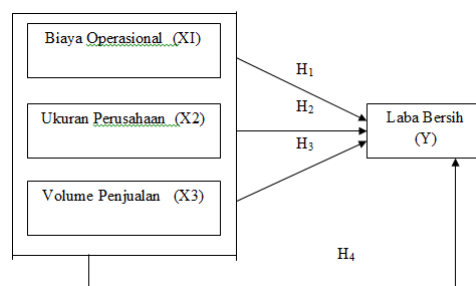 Biaya Operasional (XI)
H1
H2
Ukuran Perusahaan (X2)
Laba Bersih
(Y)
H3
Volume Penjualan (X3)
H4